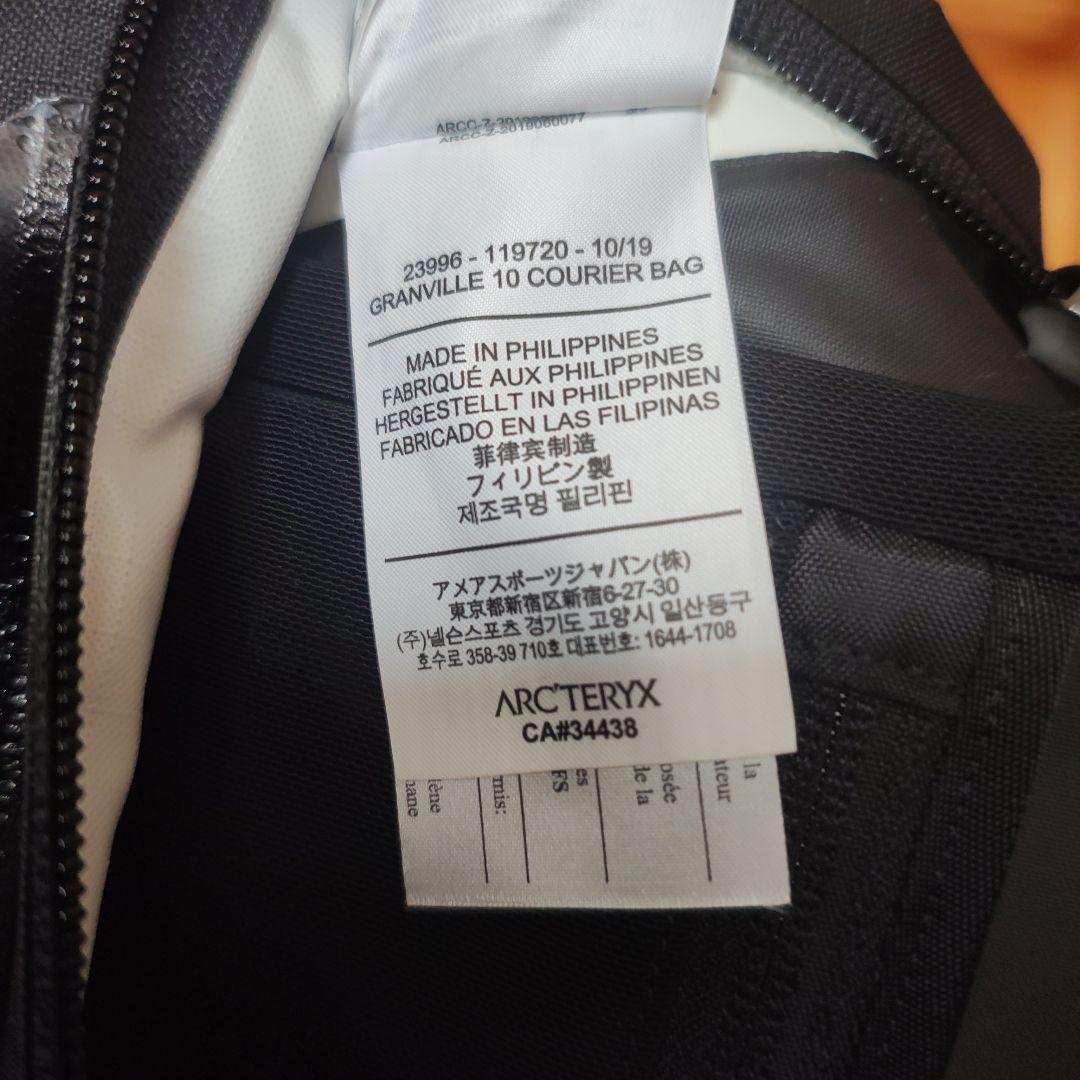 ARCC-Z-2019060077
23996 - 119720 - 10/19
GRANVILLE 10 COURIER BAG
MADE IN PHILIPPINES
FABRIQUÉ AUX PHILIPPINES
HERGESTELLT IN PHILIPPINEN
FABRICADO EN LAS FILIPINAS
菲律宾制造
フィリピン製
제조국명 필리핀
アメアスポーツジャパン(株)
東京都新宿区新宿6-27-30
(주)넬슨스포츠 경기도 고양시 일산동구
호수로 358-39 710호 대표번호: 1644-1708
ARC'TERYX
CA#34438
la
de la